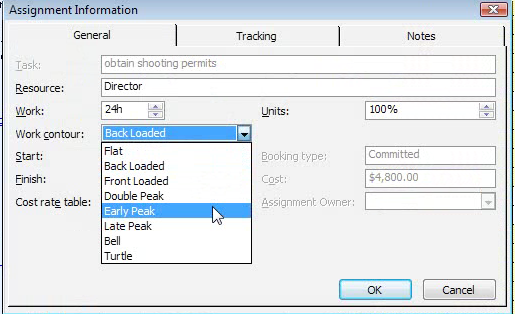 Assignment Information
General Tracking Notes
Task: obtain shooting permits
Resource: Director
Work: 24h Units: 100%
Work contour: Back Loaded
Flat
Start: Back Loaded Booking type: Committed
Finish: Front Loaded Cost: $4,800.00
Double Peak
Cost rate table: Early Peak Assignment Owner:
Late Peak
Bell
Turtle
OK Cancel